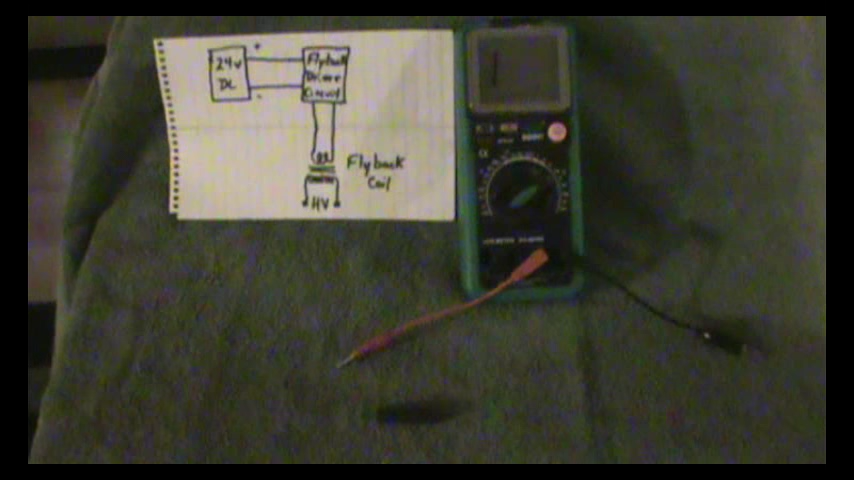 24v
DC
+
-
Flyback
Driver
Circuit
Flyback
Coil
HV